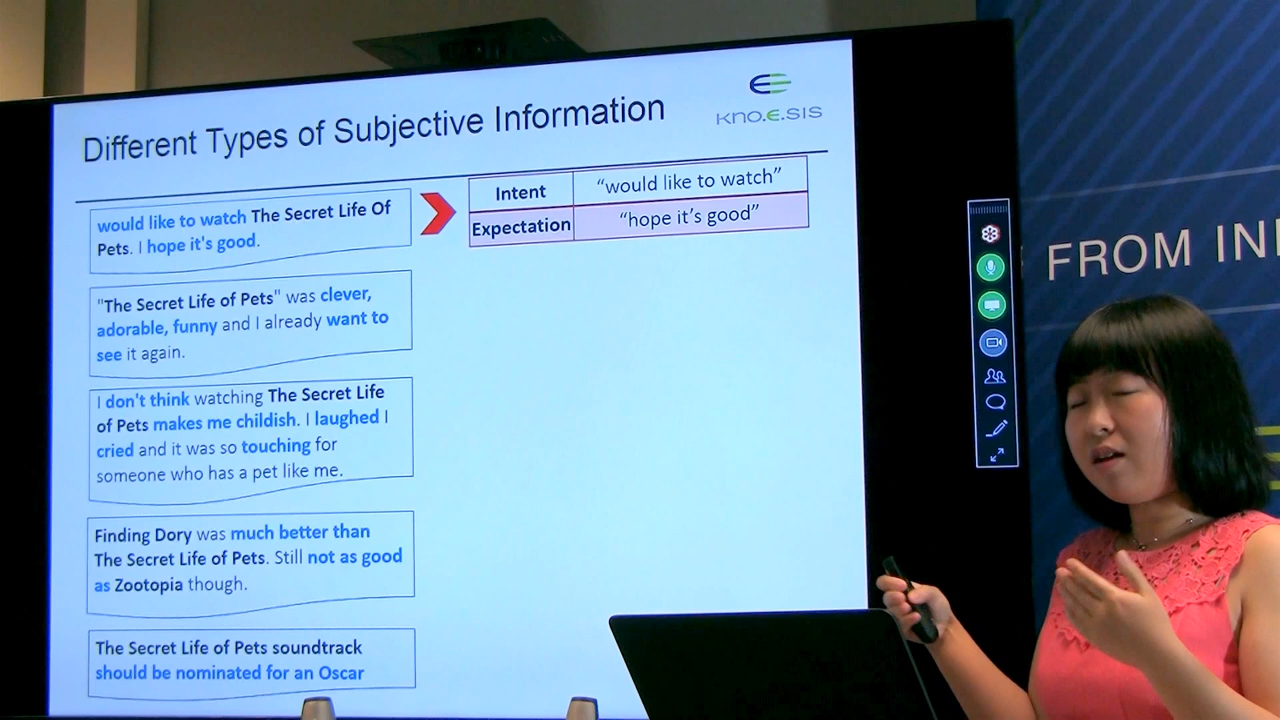 Different Types of Subjective Information
kno.e.sis
would like to watch The Secret Life Of
Pets. I hope it's good.
Intent "would like to watch"
Expectation "hope it's good"
"The Secret Life of Pets" was clever,
adorable, funny and I already want to
see it again.
I don't think watching The Secret Life
of Pets makes me childish. I laughed I
cried and it was so touching for
someone who has a pet like me.
Finding Dory was much better than
The Secret Life of Pets. Still not as good
as Zootopia though.
The Secret Life of Pets soundtrack
should be nominated for an Oscar
FROM